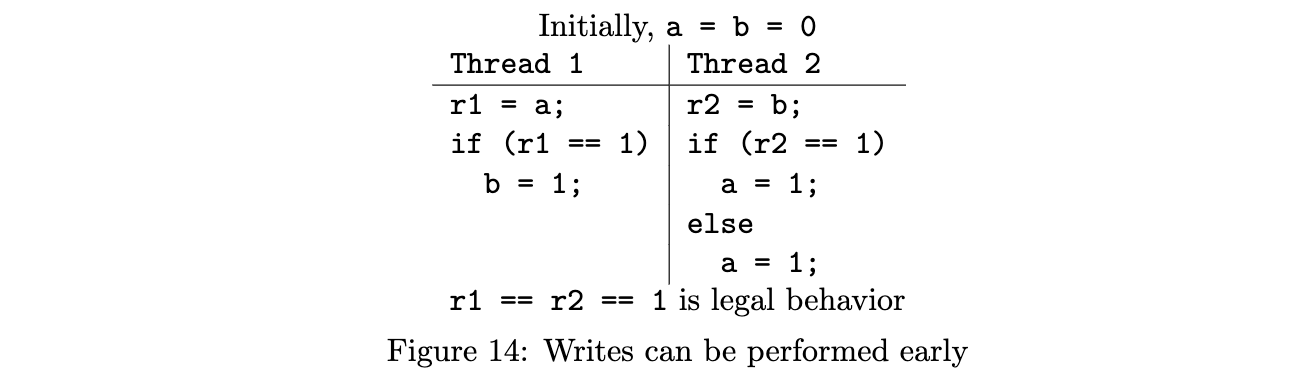 Initially, a = b = 0
Thread 1 Thread 2
r1 = a; r2 = b;
if (r1 == 1) if (r2 == 1)
b = 1; a = 1;
else
a = 1;
r1 == r2 == 1 is legal behavior
Figure 14: Writes can be performed early